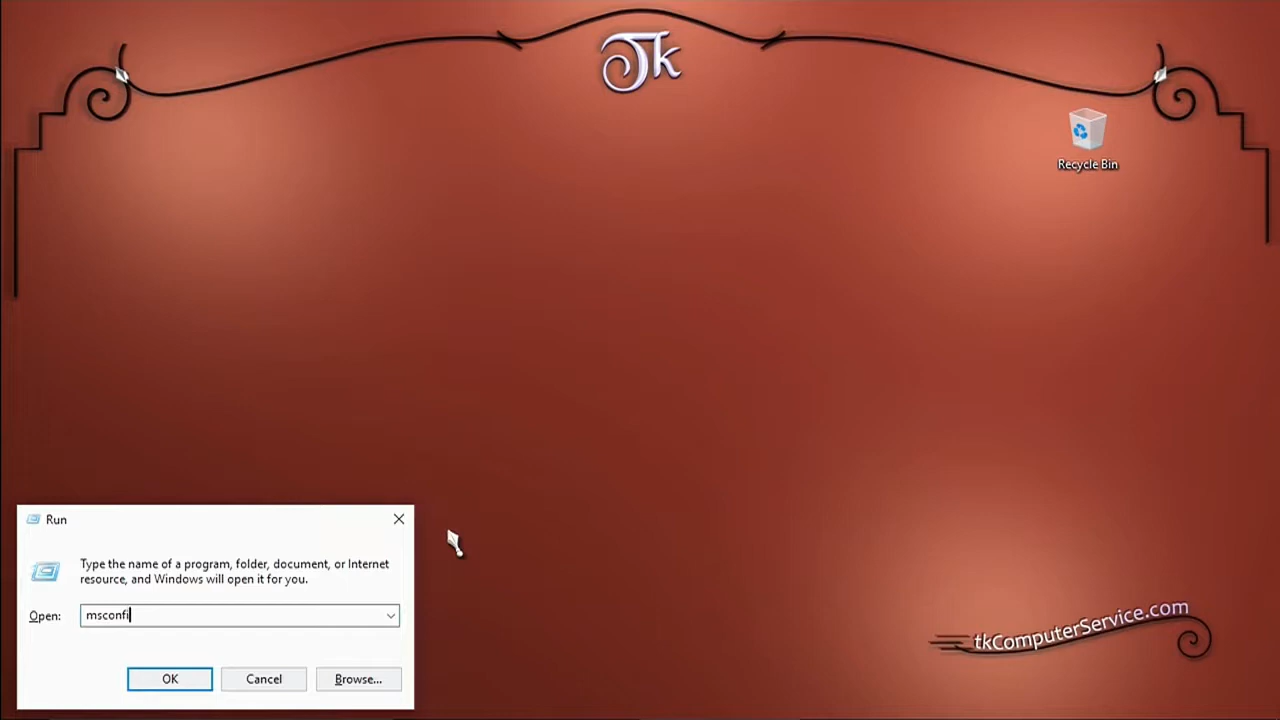 Tk
Recycle Bin
Run
Type the name of a program, folder, document, or Internet
resource, and Windows will open it for you.
Open: msconfi
OK Cancel Browse...
tkComputerService.com